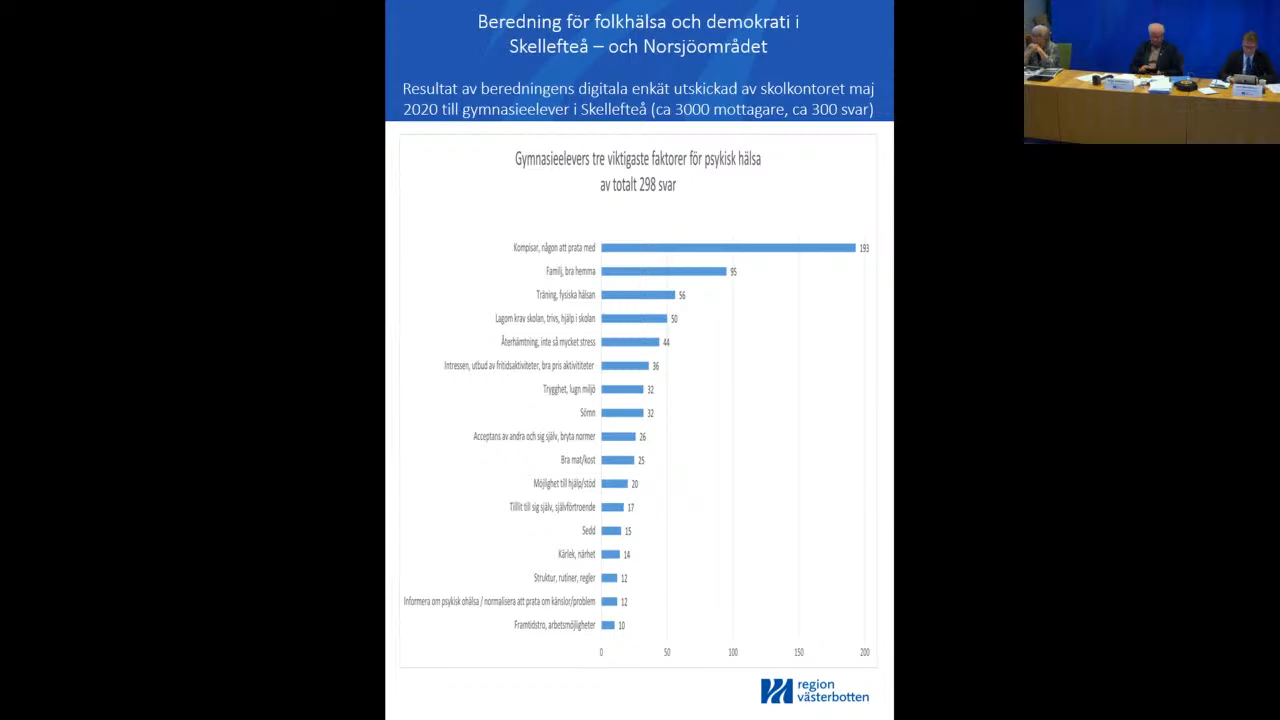 Beredning för folkhälsa och demokrati i
Skellefteå – och Norsjöområdet
Resultat av beredningens digitala enkät utskickad av skolkontoret maj
2020 till gymnasieelever i Skellefteå (ca 3000 mottagare, ca 300 svar)
Gymnasieelevers tre viktigaste faktorer för psykisk hälsa
av totalt 298 svar
Kompisar, någon att prata med 193
Familj, bra hemma 95
Träning, fysiska hälsan 56
Lagom krav skolan, trivs, hjälp i skolan 50
Återhämtning, inte så mycket stress 44
Intressen, utbud av fritidsaktiviteter, bra pris aktivititeter 36
Trygghet, lugn miljö 32
Sömn 32
Acceptans av andra och sig själv, bryta normer 26
Bra mat/kost 25
Möjlighet till hjälp/stöd 20
Tillit till sig själv, självförtroende 17
Sedd 15
Kärlek, närhet 14
Struktur, rutiner, regler 12
Informera om psykisk ohälsa / normalisera att prata om känslor/problem 12
Framtidstro, arbetsmöjligheter 10
0 50 100 150 200
region
västerbotten